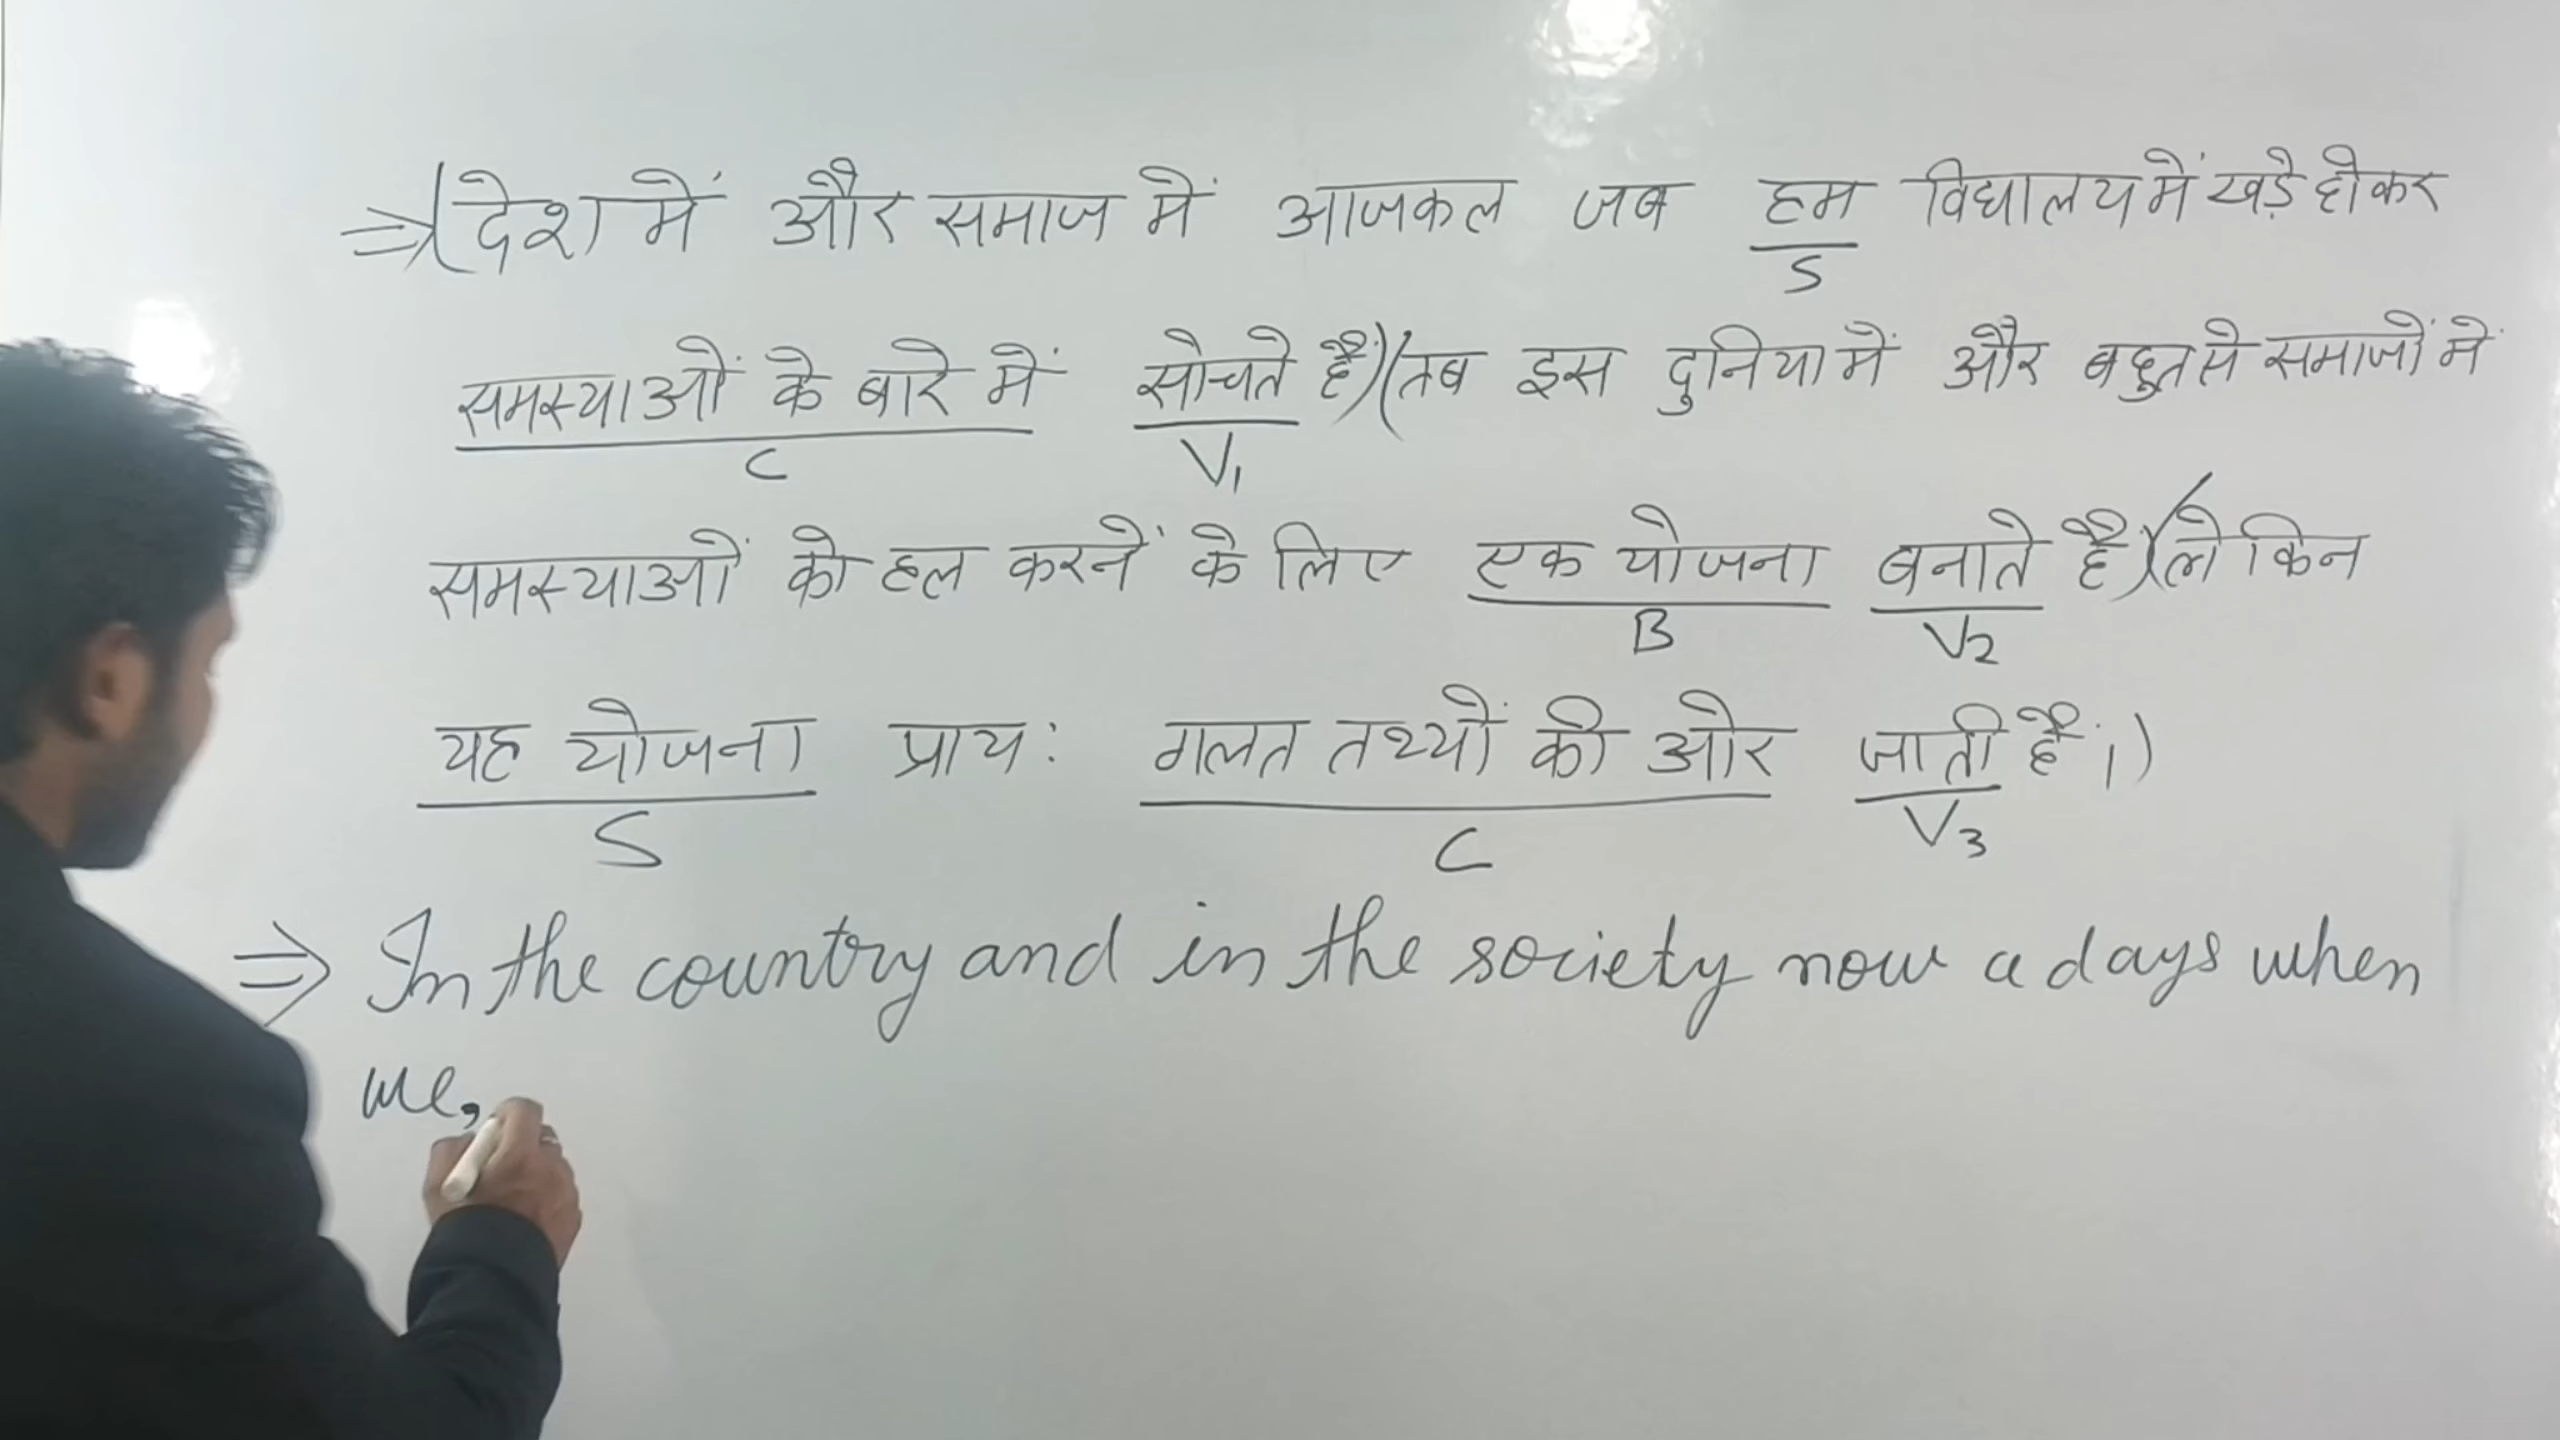 ⇒(देश में और समाज में आजकल जब हम विद्यालय में खड़े होकर
S
समस्याओं के बारे में सोचते हैं)(तब इस दुनिया में और बहुत से समाजों में
C V₁
समस्याओं को हल करनें के लिए एक योजना बनाते है)(लेकिन
B V₂
यह योजना प्राय: गलत तथ्यों की ओर जाती हैं।)
S C V₃
⇒ In the country and in the society now a days when
we,